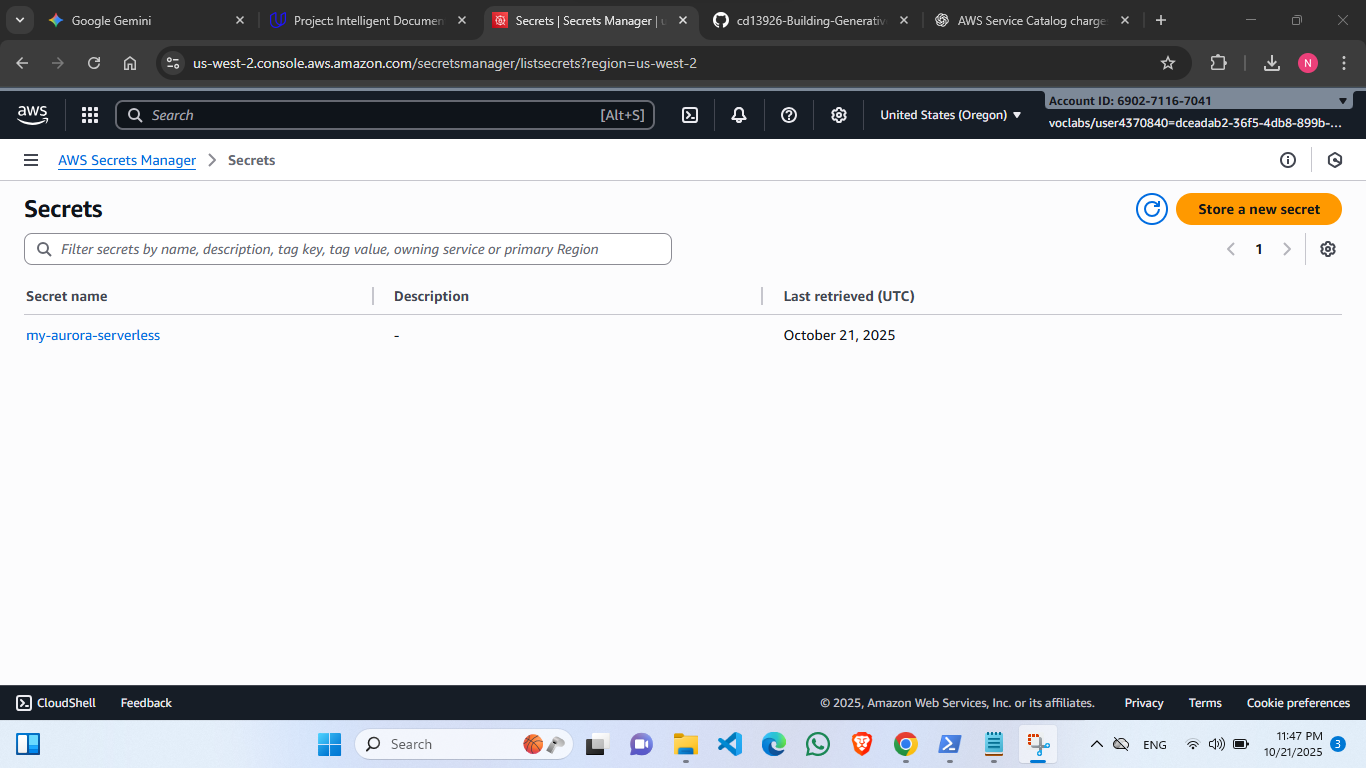 Google Gemini
Project: Intelligent Documen
Secrets | Secrets Manager | u
cd13926-Building-Generativ
AWS Service Catalog charge
us-west-2.console.aws.amazon.com/secretsmanager/listsecrets?region=us-west-2
N
aws
Search
[Alt+S]
United States (Oregon)
Account ID: 6902-7116-7041
voclabs/user4370840=dceadab2-36f5-4db8-899b-...
AWS Secrets Manager
Secrets
Secrets
Store a new secret
Filter secrets by name, description, tag key, tag value, owning service or primary Region
1
Secret name
Description
Last retrieved (UTC)
my-aurora-serverless
-
October 21, 2025
CloudShell
Feedback
© 2025, Amazon Web Services, Inc. or its affiliates.
Privacy
Terms
Cookie preferences
Search
ENG
11:47 PM
10/21/2025
3